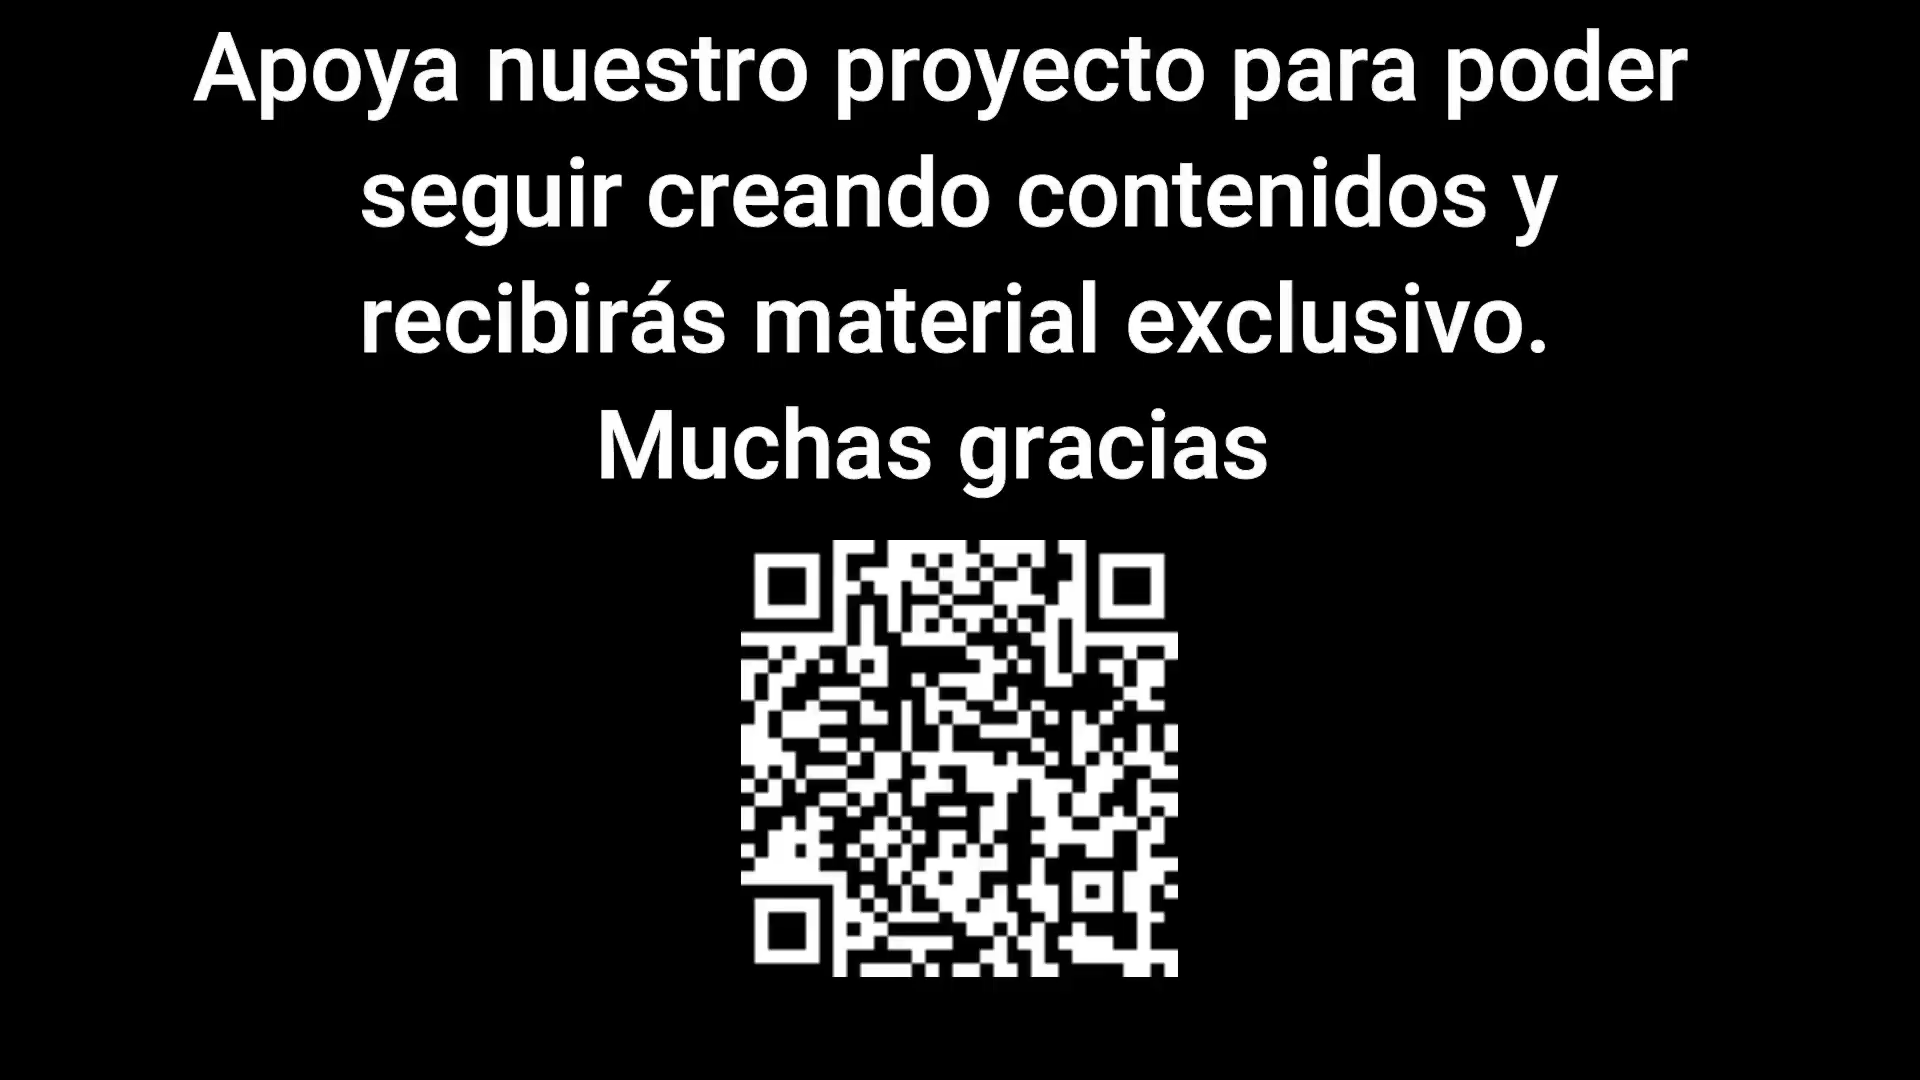 Apoya nuestro proyecto para poder
seguir creando contenidos y
recibirás material exclusivo.
Muchas gracias